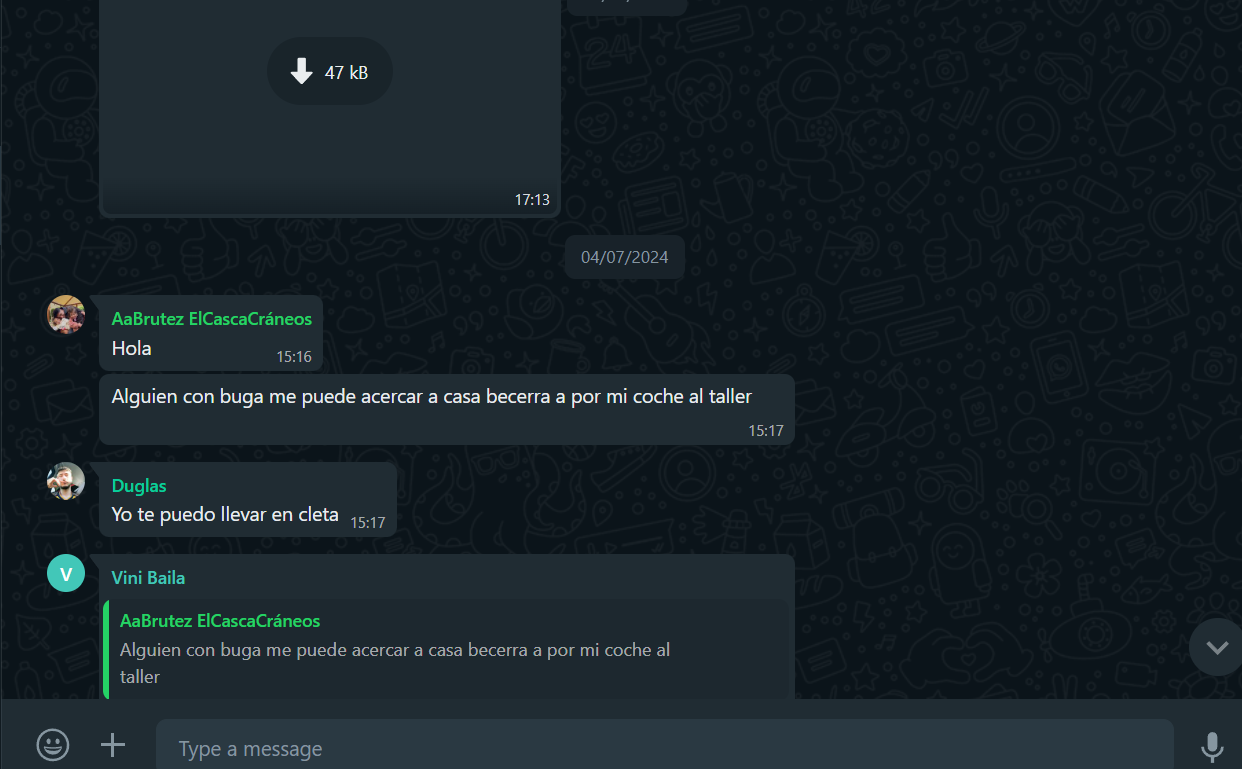 47 kB
17:13
04/07/2024
AaBrutez ElCascaCráneos
Hola
15:16
Alguien con buga me puede acercar a casa becerra a por mi coche al taller
15:17
Duglas
Yo te puedo llevar en cleta
15:17
V
Vini Baila
AaBrutez ElCascaCráneos
Alguien con buga me puede acercar a casa becerra a por mi coche al
taller
Type a message